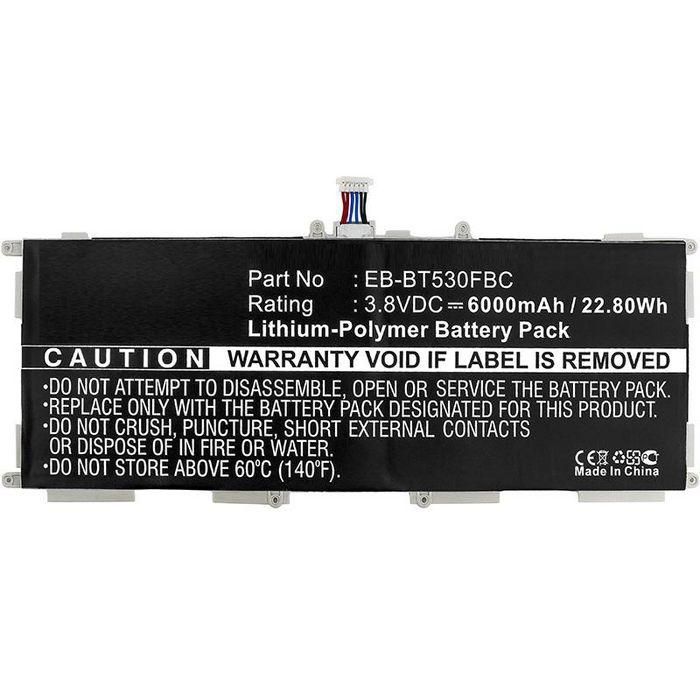 Part No : EB-BT530FBC
Rating : 3.8VDC⎓6000mAh / 22.80Wh
Lithium-Polymer Battery Pack
CAUTION WARRANTY VOID IF LABEL IS REMOVED
•DO NOT ATTEMPT TO DISASSEMBLE, OPEN OR SERVICE THE BATTERY PACK.
•REPLACE ONLY WITH THE BATTERY PACK DESIGNATED FOR THIS PRODUCT.
•DO NOT CRUSH, PUNCTURE, SHORT EXTERNAL CONTACTS
OR DISPOSE OF IN FIRE OR WATER.
•DO NOT STORE ABOVE 60°C (140°F).
CE
Made In China